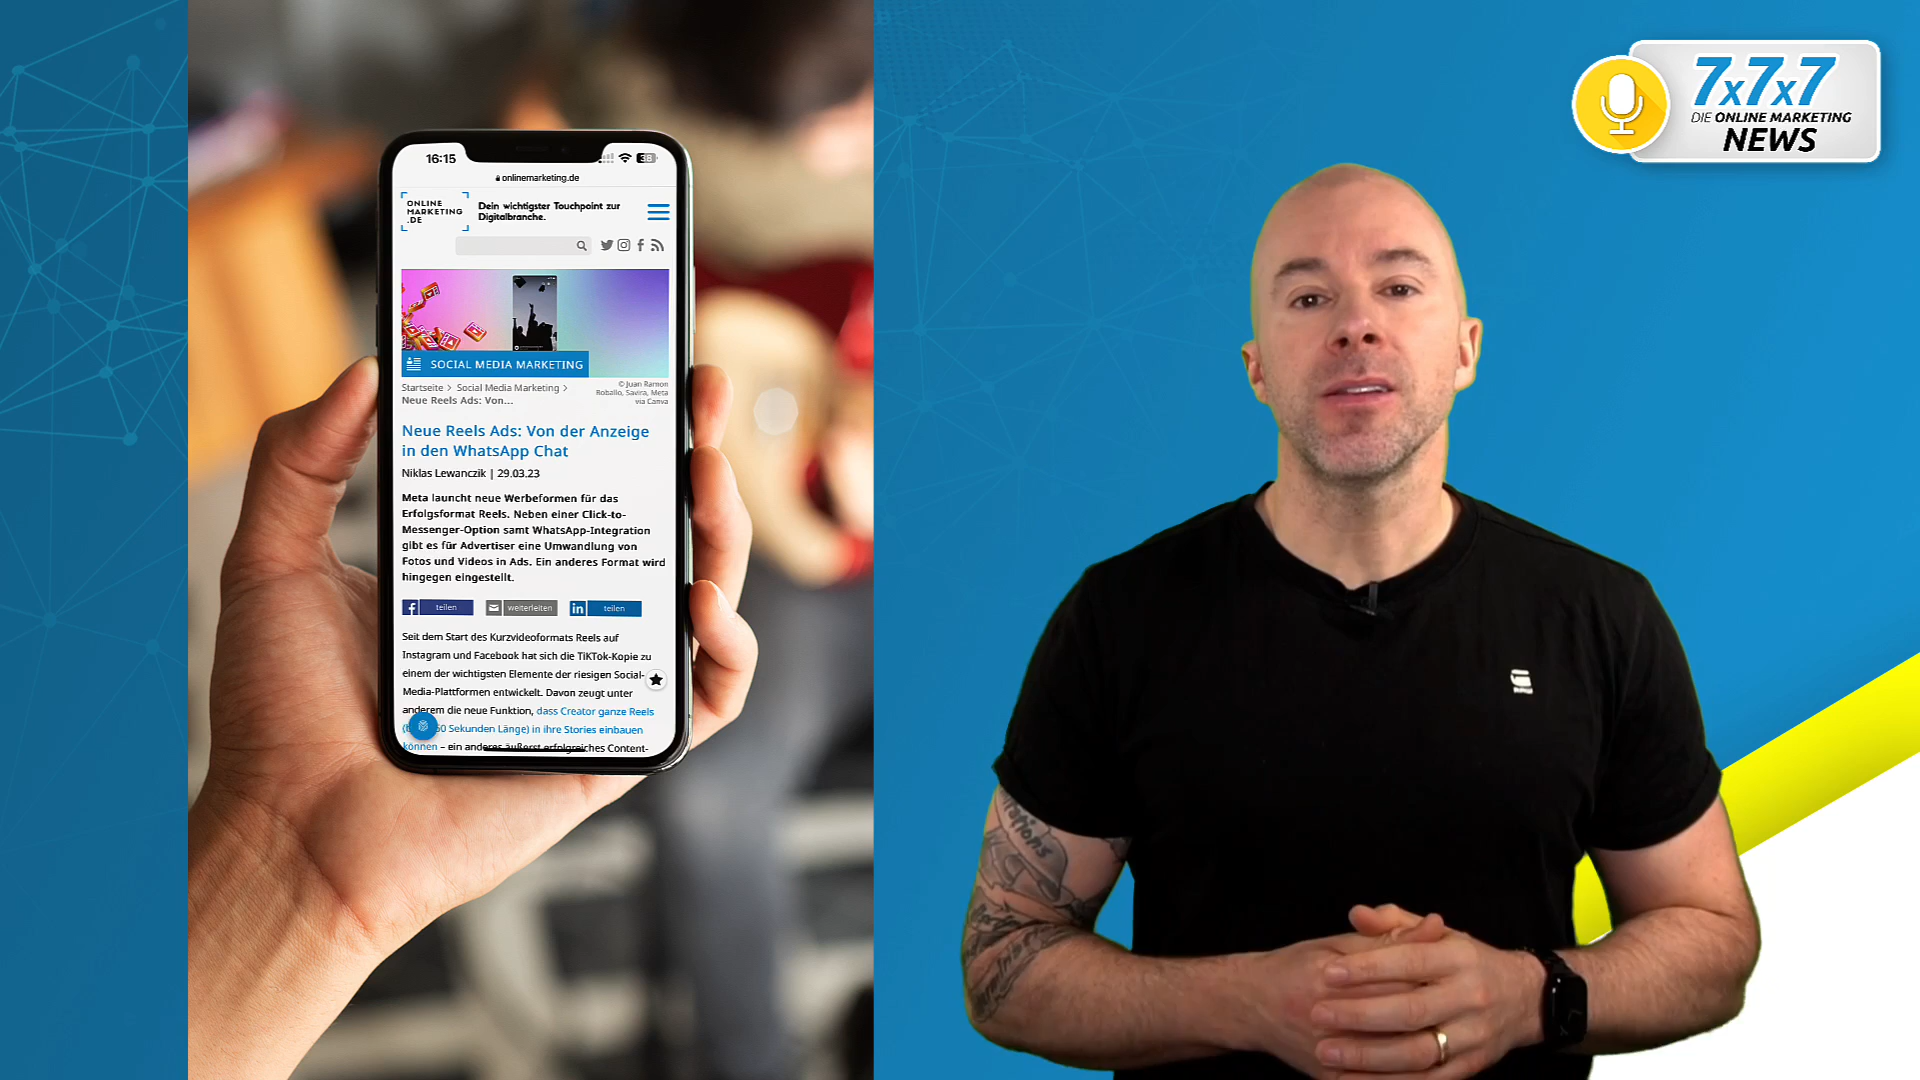 16:15
38
onlinemarketing.de
ONLINE
MARKETING
.DE
Dein wichtigster Touchpoint zur
Digitalbranche.
SOCIAL MEDIA MARKETING
Startseite > Social Media Marketing >
Neue Reels Ads: Von...
© Juan Ramon
Roballo, Savira, Meta
via Canva
Neue Reels Ads: Von der Anzeige
in den WhatsApp Chat
Niklas Lewanczik | 29.03.23
Meta launcht neue Werbeformen für das
Erfolgsformat Reels. Neben einer Click-to-
Messenger-Option samt WhatsApp-Integration
gibt es für Advertiser eine Umwandlung von
Fotos und Videos in Ads. Ein anderes Format wird
hingegen eingestellt.
teilen
weiterleiten
teilen
Seit dem Start des Kurzvideoformats Reels auf
Instagram und Facebook hat sich die TikTok-Kopie zu
einem der wichtigsten Elemente der riesigen Social-
Media-Plattformen entwickelt. Davon zeugt unter
anderem die neue Funktion, dass Creator ganze Reels
Sekunden Länge) in ihre Stories einbauen
können – ein anderes äußerst erfolgreiches Content-
7x7x7
DIE ONLINE MARKETING
NEWS
RAW